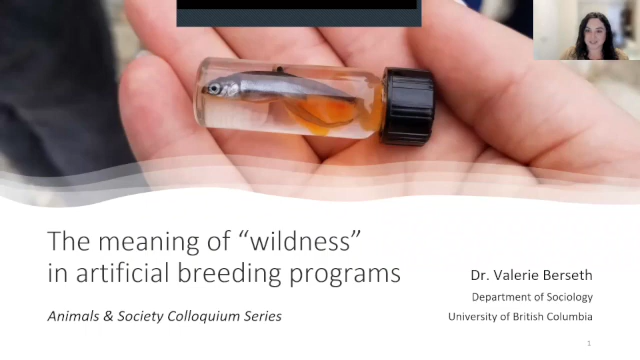 The meaning of “wildness”
in artificial breeding programs
Animals & Society Colloquium Series
Dr. Valerie Berseth
Department of Sociology
University of British Columbia
1